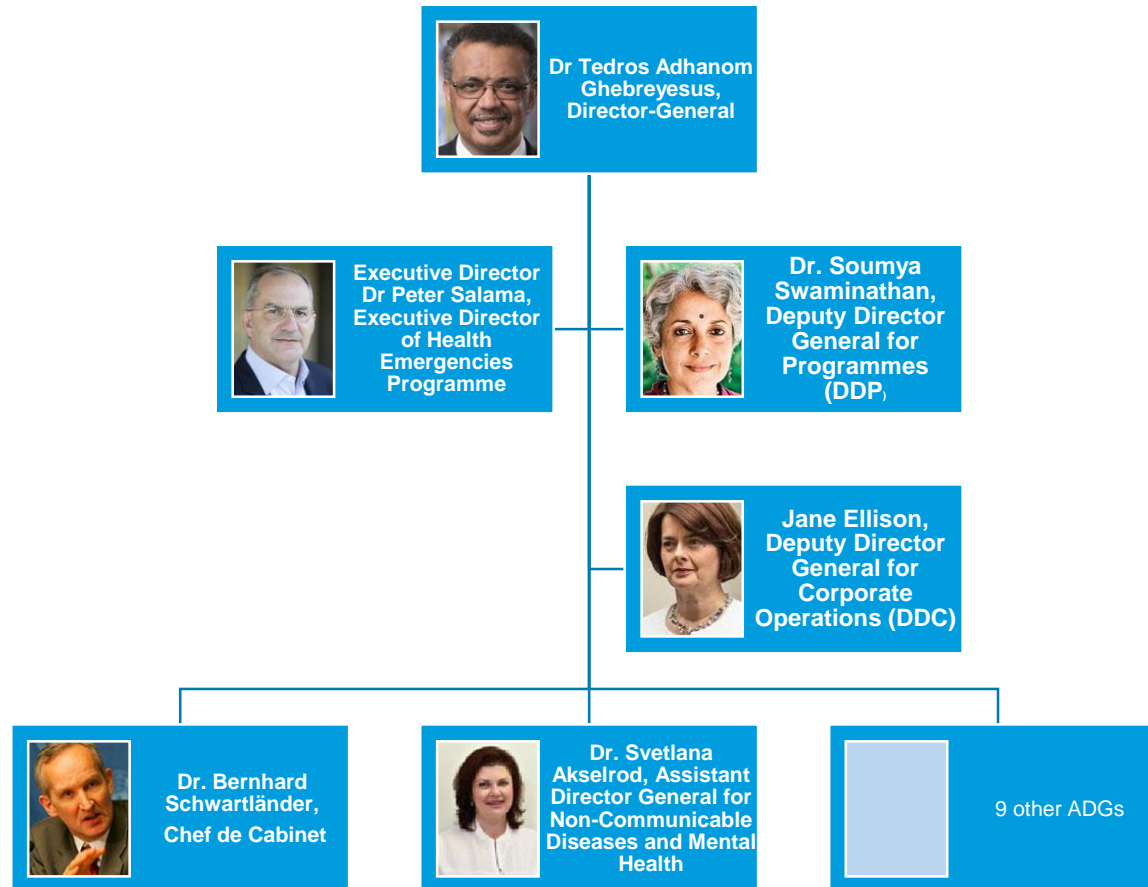 Dr Tedros Adhanom
Ghebreyesus,
Director-General
Executive Director
Dr Peter Salama,
Executive Director
of Health
Emergencies
Programme
Dr. Soumya
Swaminathan,
Deputy Director
General for
Programmes
(DDP)
Jane Ellison,
Deputy Director
General for
Corporate
Operations (DDC)
Dr. Bernhard
Schwartländer,
Chef de Cabinet
Dr. Svetlana
Akselrod, Assistant
Director General for
Non-Communicable
Diseases and Mental
Health
9 other ADGs